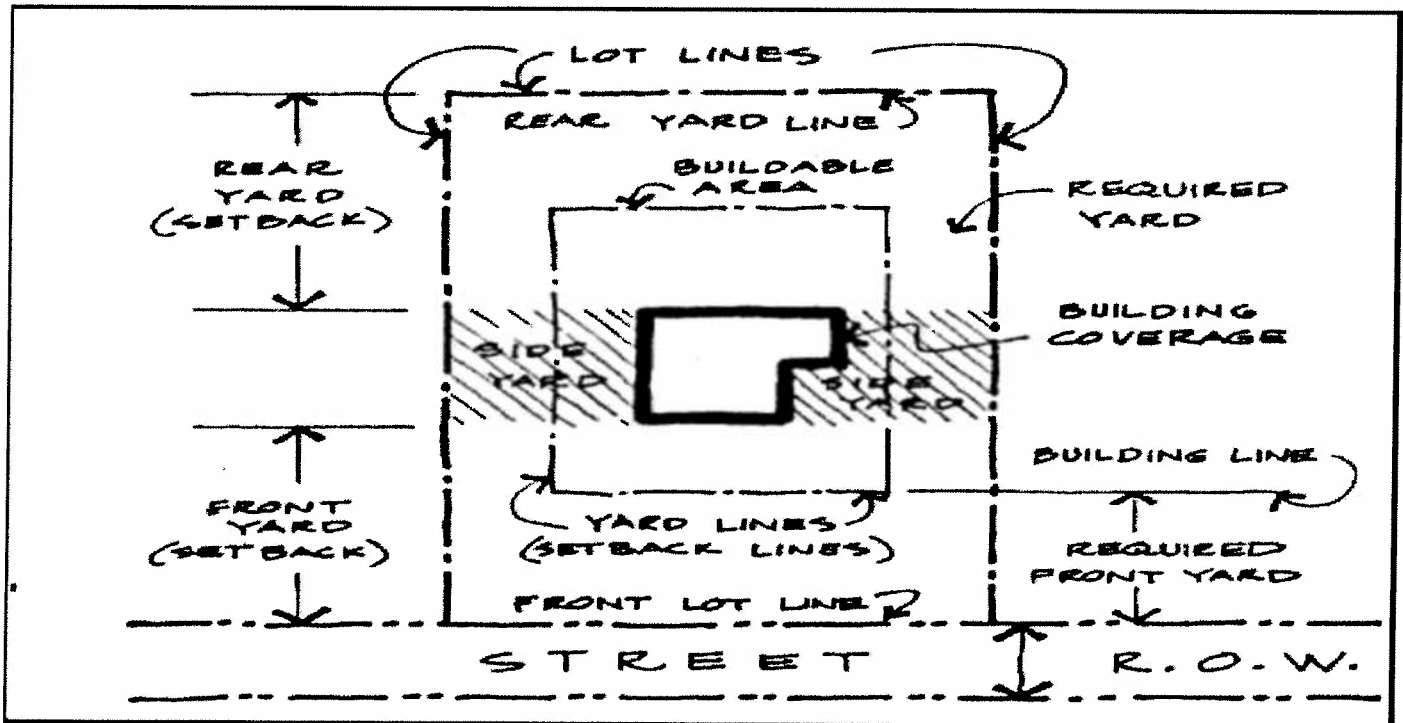 LOT LINES
REAR YARD LINE
BUILDABLE
AREA
REAR
YARD
(SETBACK)
REQUIRED
YARD
BUILDING
COVERAGE
SIDE
YARD
SIDE
YARD
BUILDING LINE
FRONT
YARD
(SETBACK)
YARD LINES
(SETBACK LINES)
REQUIRED
FRONT YARD
FRONT LOT LINE
STREET R.O.W.